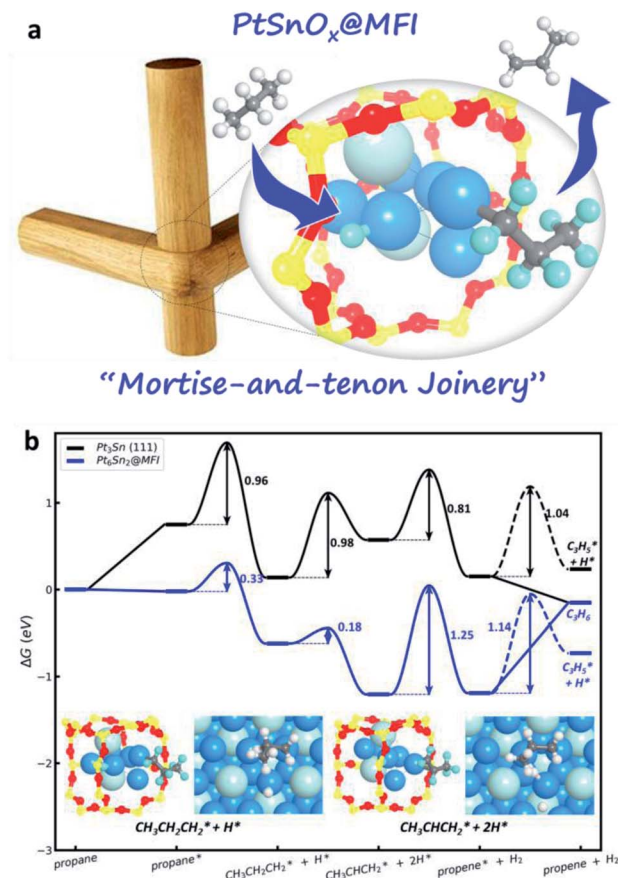 a
PtSnOₓ@MFI
“Mortise-and-tenon Joinery”
b
Pt₃Sn (111)
Pt₆Sn₂@MFI
ΔG (eV)
1
0
−1
−2
−3
0.96
0.98
0.81
1.04
C₃H₅*
+ H*
C₃H₆
0.33
0.18
1.25
1.14
C₃H₅*
+ H*
CH₃CH₂CH₂* + H*
CH₃CHCH₂* + 2H*
propane
propane*
CH₃CH₂CH₂* + H*
CH₃CHCH₂* + 2H*
propene* + H₂
propene + H₂